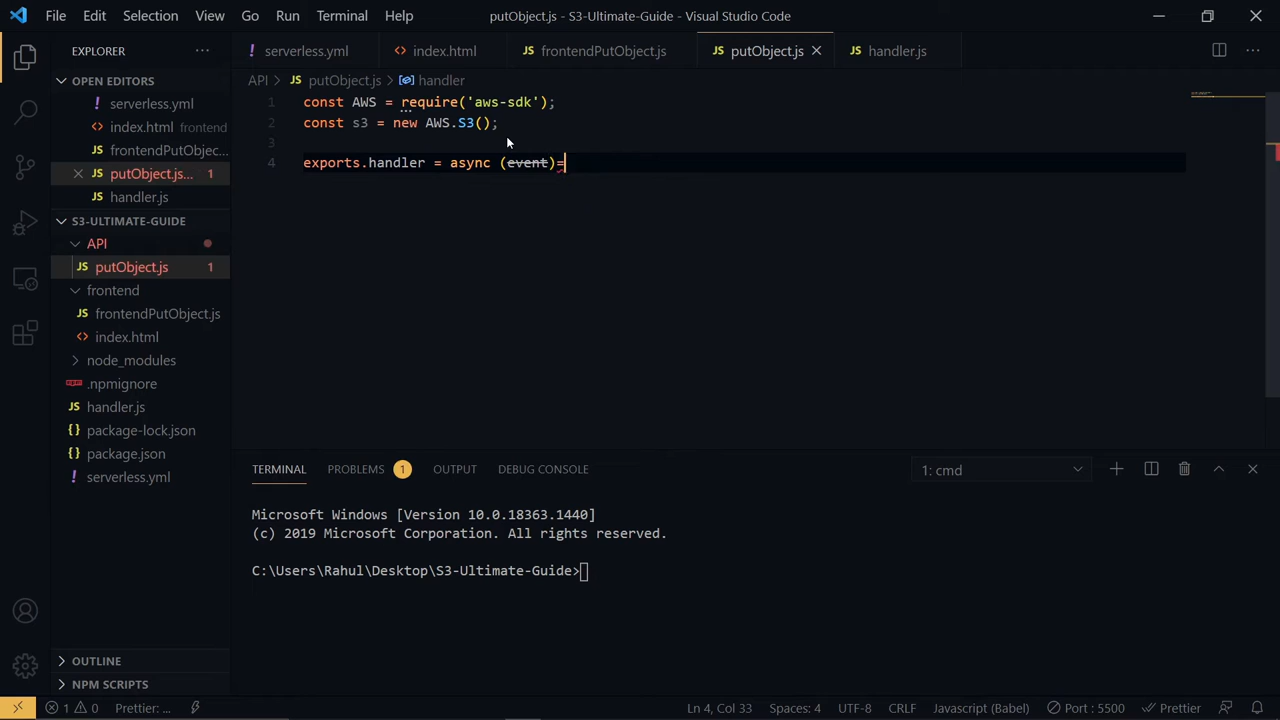 File Edit Selection View Go Run Terminal Help
putObject.js - S3-Ultimate-Guide - Visual Studio Code
EXPLORER
serverless.yml
index.html
frontendPutObject.js
putObject.js
handler.js
OPEN EDITORS
serverless.yml
index.html frontend
frontendPutObjec...
putObject.js... 1
handler.js
S3-ULTIMATE-GUIDE
API
putObject.js 1
frontend
frontendPutObject.js
index.html
node_modules
.npmignore
handler.js
package-lock.json
package.json
serverless.yml
OUTLINE
NPM SCRIPTS
API > putObject.js > handler
1 const AWS = require('aws-sdk');
2 const s3 = new AWS.S3();
3
4 exports.handler = async (event)=
TERMINAL PROBLEMS 1 OUTPUT DEBUG CONSOLE
1: cmd
Microsoft Windows [Version 10.0.18363.1440]
(c) 2019 Microsoft Corporation. All rights reserved.
C:\Users\Rahul\Desktop\S3-Ultimate-Guide>
1 0 Prettier: ... Ln 4, Col 33 Spaces: 4 UTF-8 CRLF Javascript (Babel) Port : 5500 Prettier